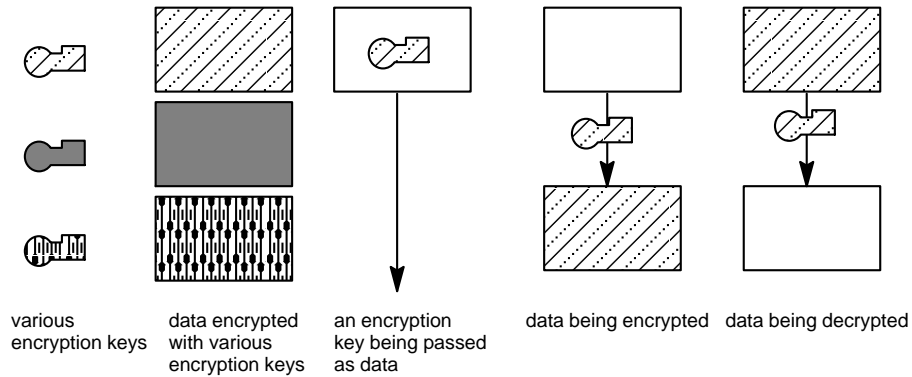 various
encryption keys
data encrypted
with various
encryption keys
an encryption
key being passed
as data
data being encrypted
data being decrypted